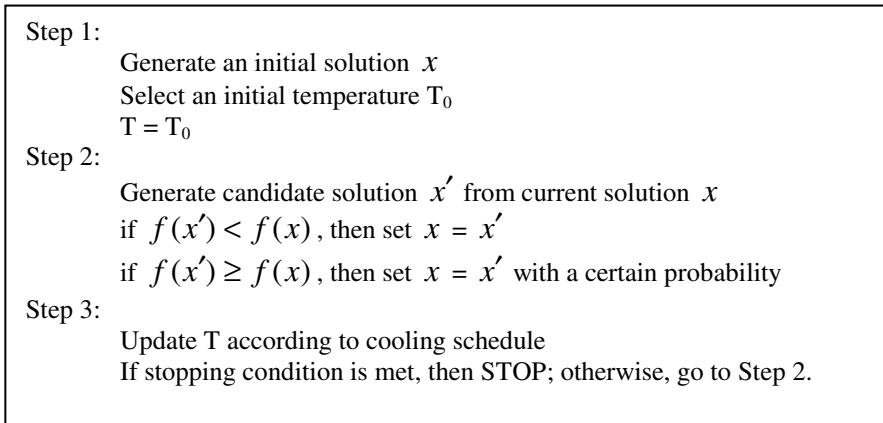 Step 1:
Generate an initial solution x
Select an initial temperature T₀
T = T₀
Step 2:
Generate candidate solution x′ from current solution x
if f(x′) < f(x), then set x = x′
if f(x′) ≥ f(x), then set x = x′ with a certain probability
Step 3:
Update T according to cooling schedule
If stopping condition is met, then STOP; otherwise, go to Step 2.